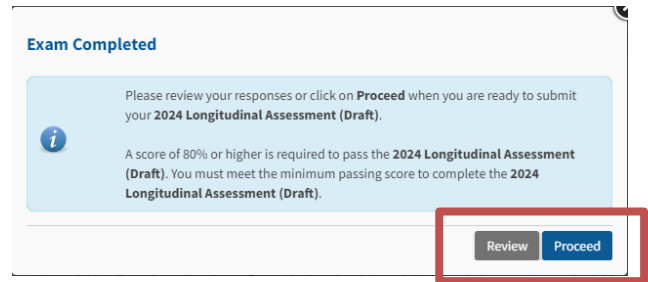 Exam Completed
Please review your responses or click on Proceed when you are ready to submit
your 2024 Longitudinal Assessment (Draft).
A score of 80% or higher is required to pass the 2024 Longitudinal Assessment
(Draft). You must meet the minimum passing score to complete the 2024
Longitudinal Assessment (Draft).
Review Proceed